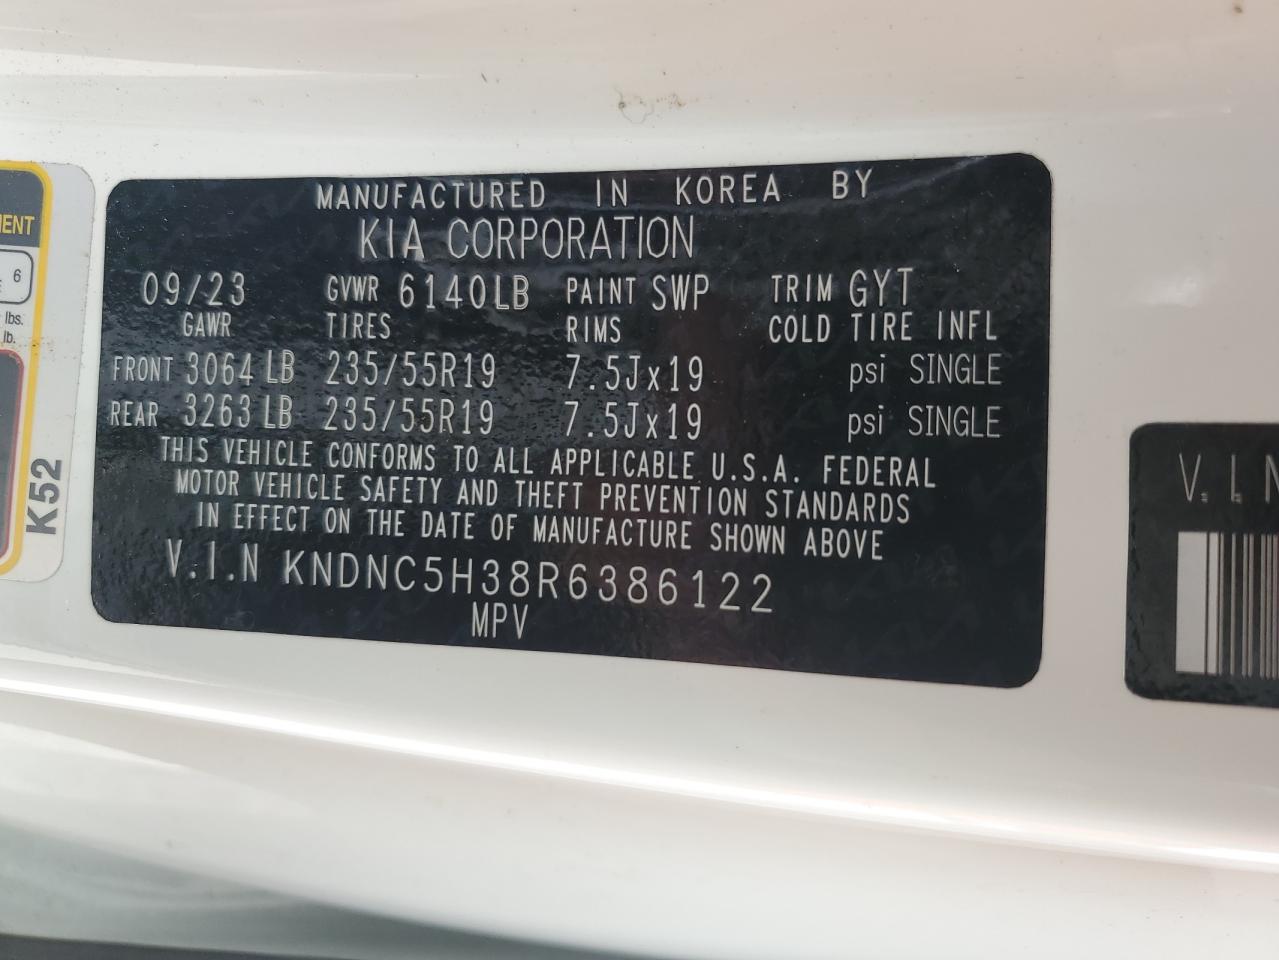 MANUFACTURED IN KOREA BY
KIA CORPORATION
09/23 GVWR 6140LB PAINT SWP TRIM GYT
GAWR TIRES RIMS COLD TIRE INFL
FRONT 3064 LB 235/55R19 7.5Jx19 psi SINGLE
REAR 3263 LB 235/55R19 7.5Jx19 psi SINGLE
THIS VEHICLE CONFORMS TO ALL APPLICABLE U.S.A. FEDERAL
MOTOR VEHICLE SAFETY AND THEFT PREVENTION STANDARDS
IN EFFECT ON THE DATE OF MANUFACTURE SHOWN ABOVE
V.I.N KNDNC5H38R6386122
MPV
6
lbs.
lb.
K52
V.I.N